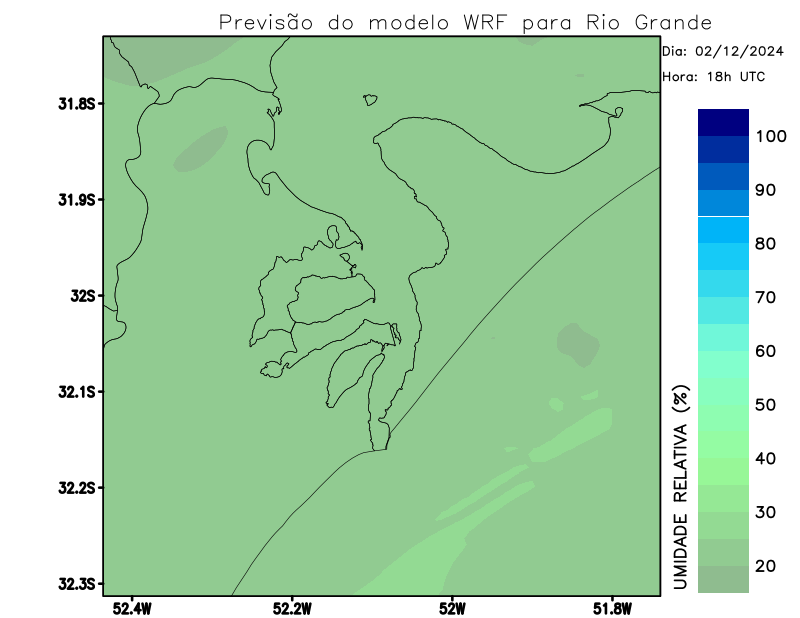 Previsão do modelo WRF para Rio Grande
Dia: 02/12/2024
Hora: 18h UTC
31.8S
31.9S
32S
32.1S
32.2S
32.3S
52.4W
52.2W
52W
51.8W
UMIDADE RELATIVA (%)
100
90
80
70
60
50
40
30
20